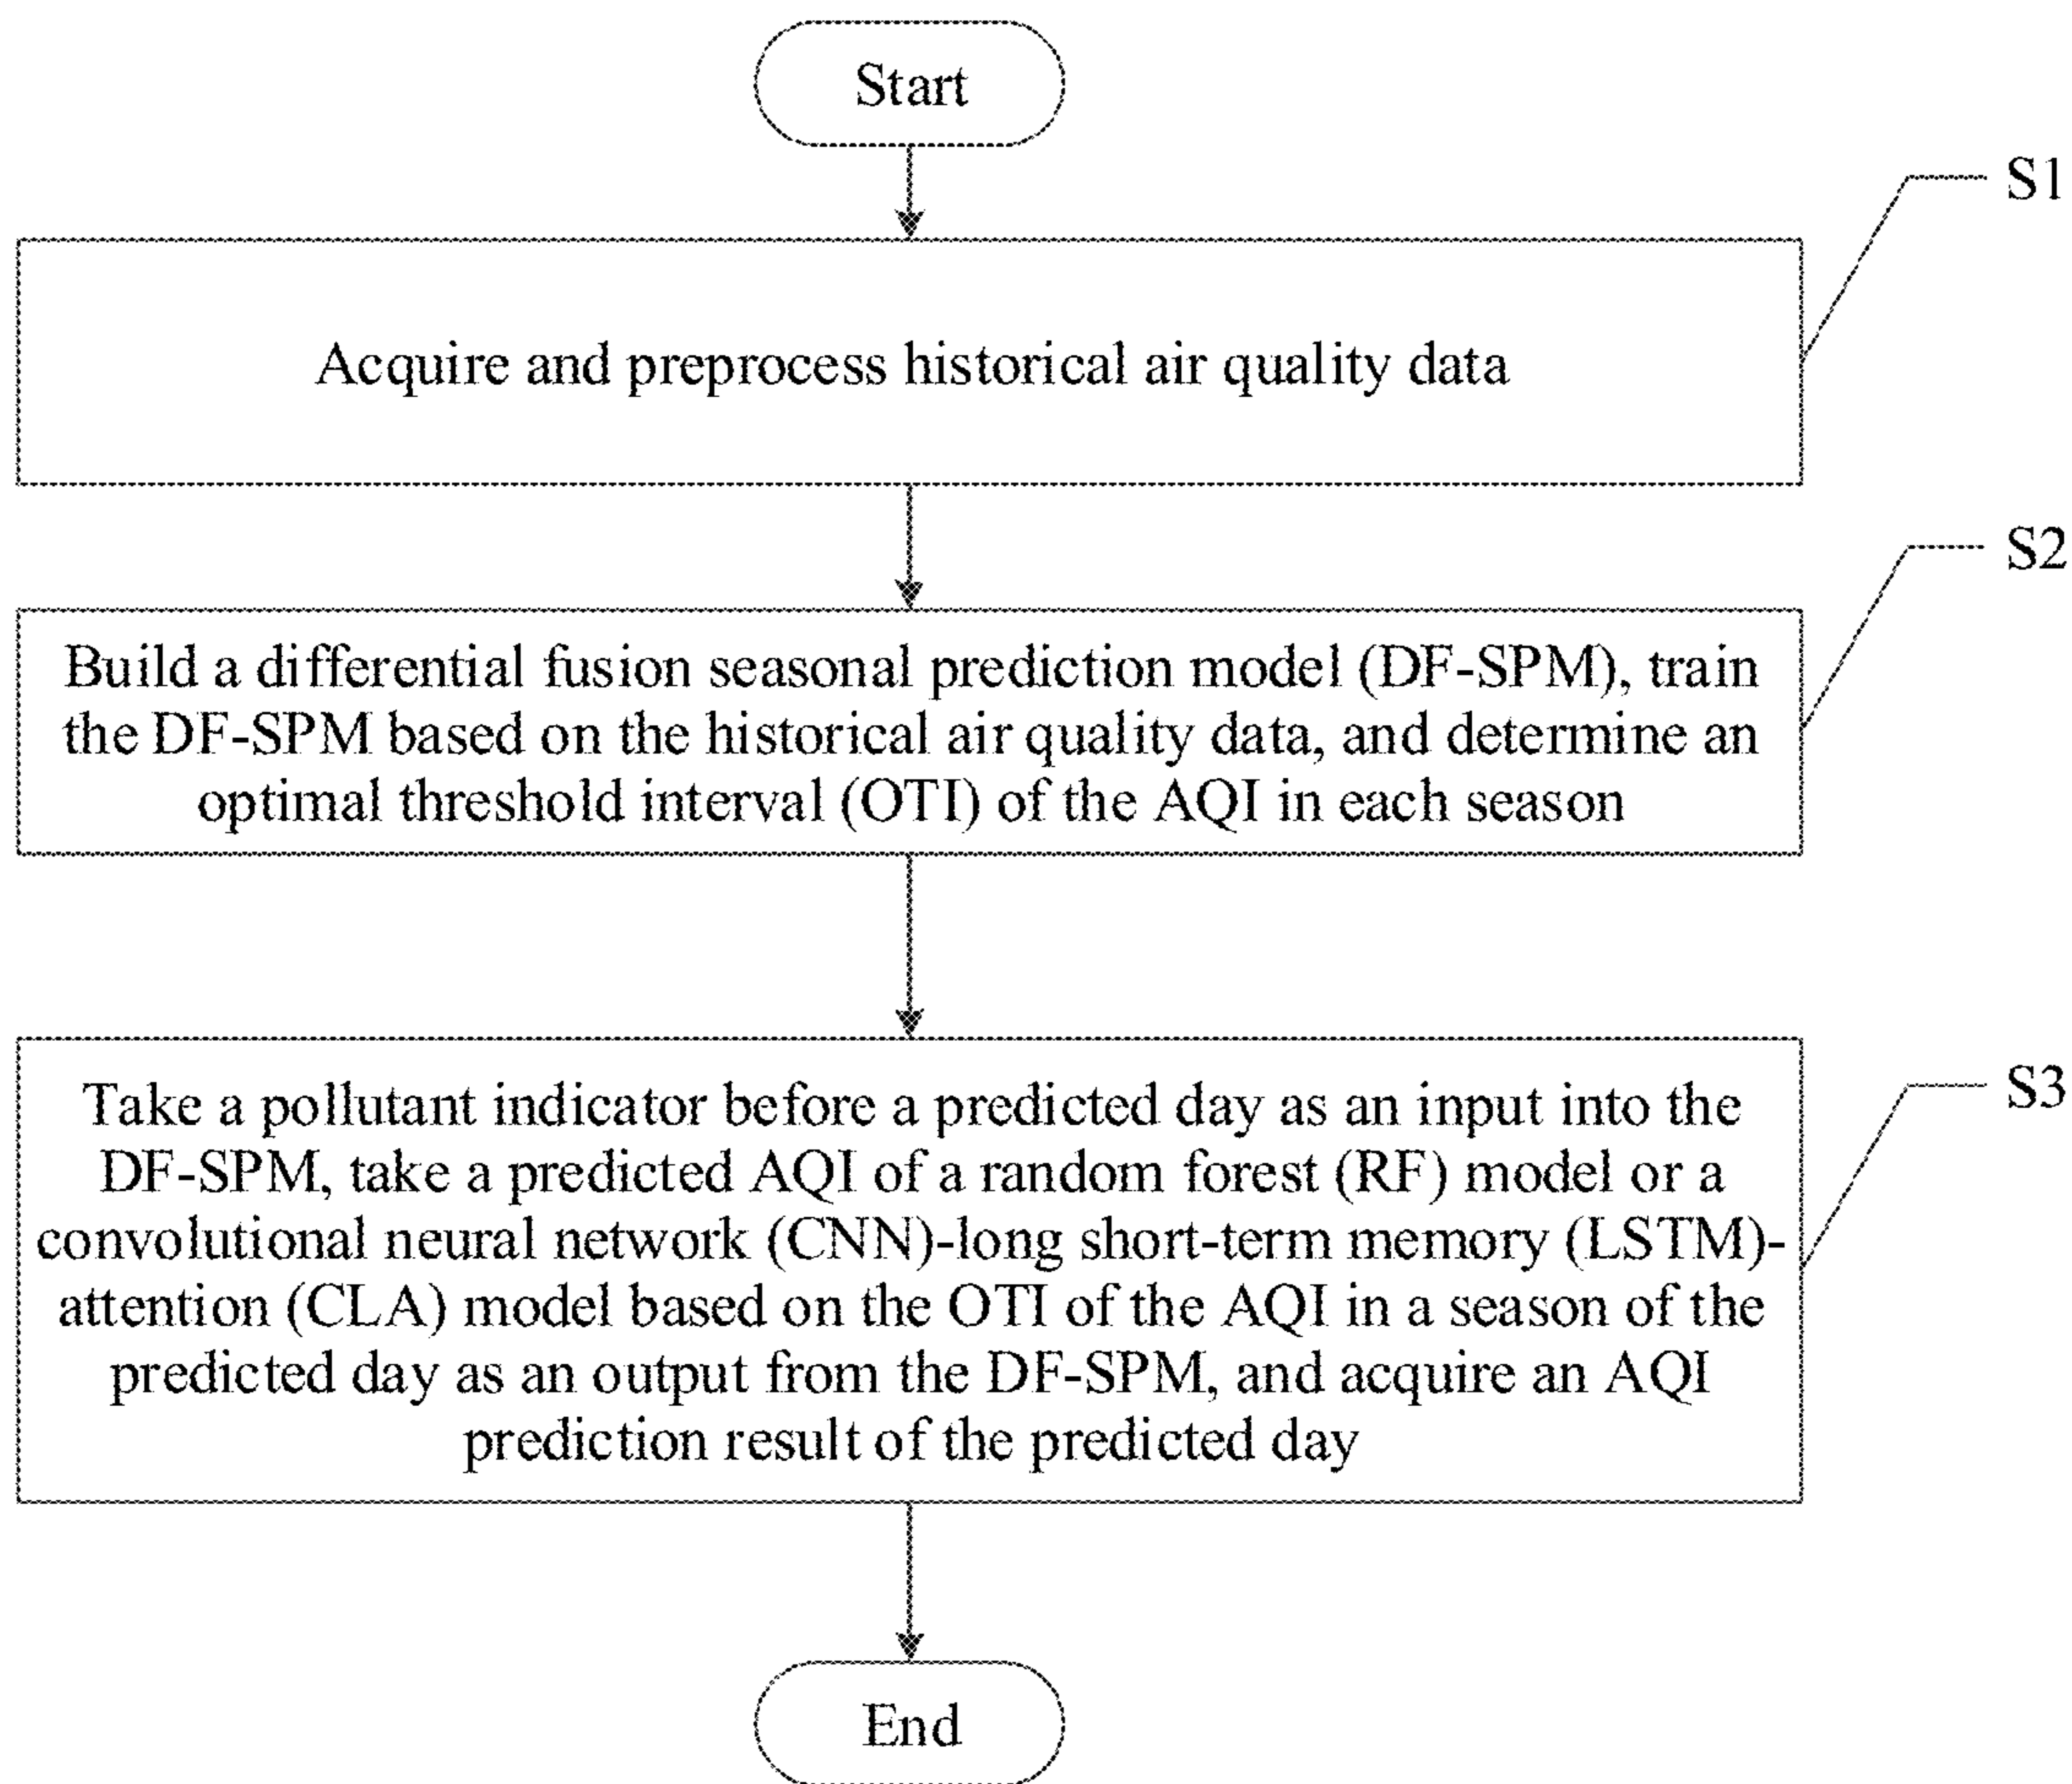 Start
S1
Acquire and preprocess historical air quality data
S2
Build a differential fusion seasonal prediction model (DF-SPM), train
the DF-SPM based on the historical air quality data, and determine an
optimal threshold interval (OTI) of the AQI in each season
S3
Take a pollutant indicator before a predicted day as an input into the
DF-SPM, take a predicted AQI of a random forest (RF) model or a
convolutional neural network (CNN)-long short-term memory (LSTM)-
attention (CLA) model based on the OTI of the AQI in a season of the
predicted day as an output from the DF-SPM, and acquire an AQI
prediction result of the predicted day
End